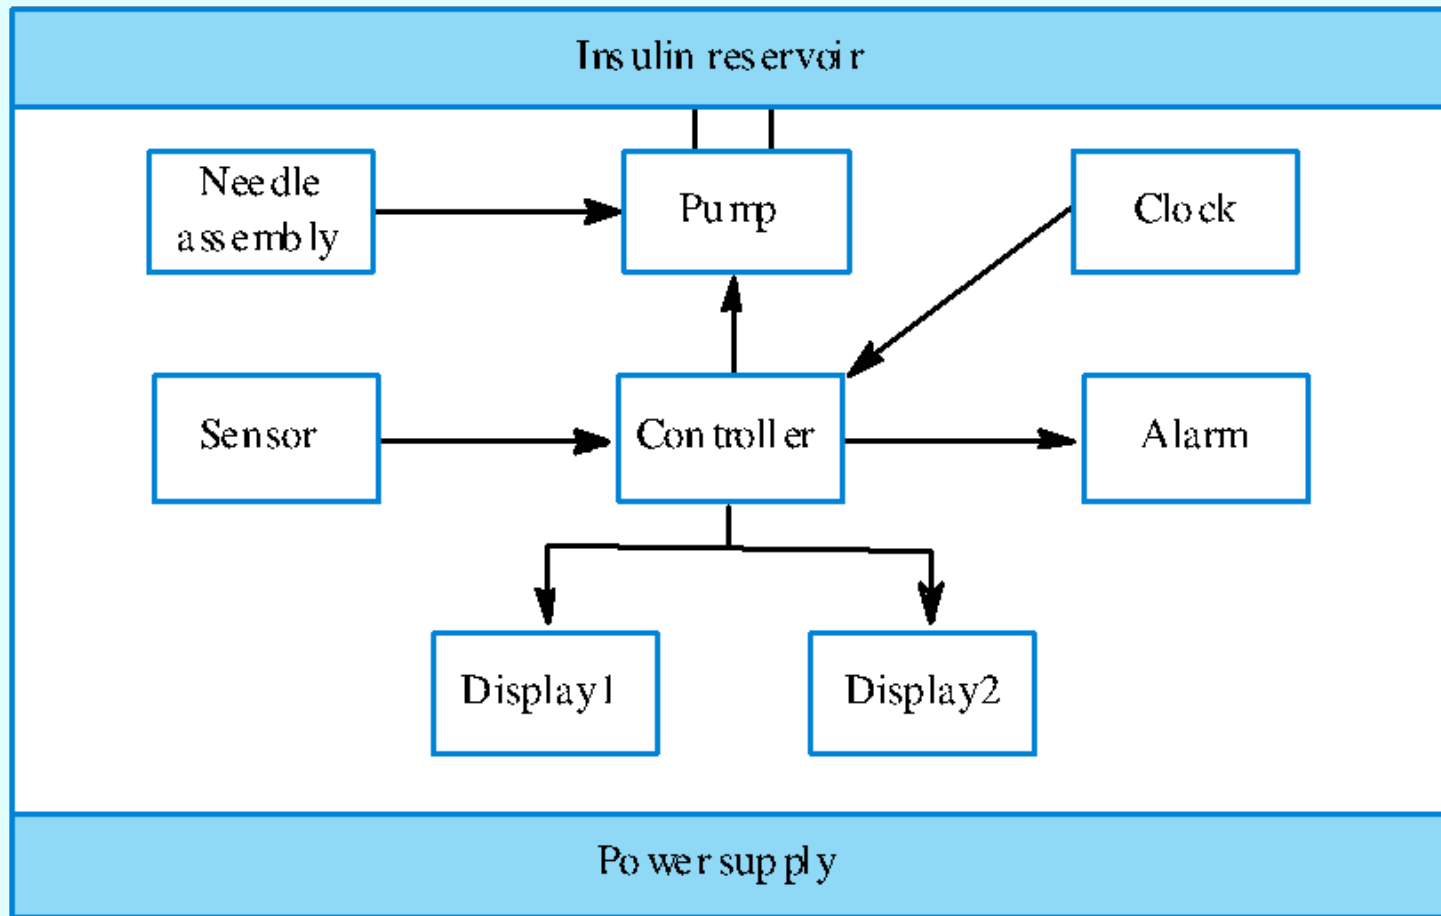 Insulin reservoir
Needle
assembly
Pump
Clock
Sensor
Controller
Alarm
Display1
Display2
Power supply